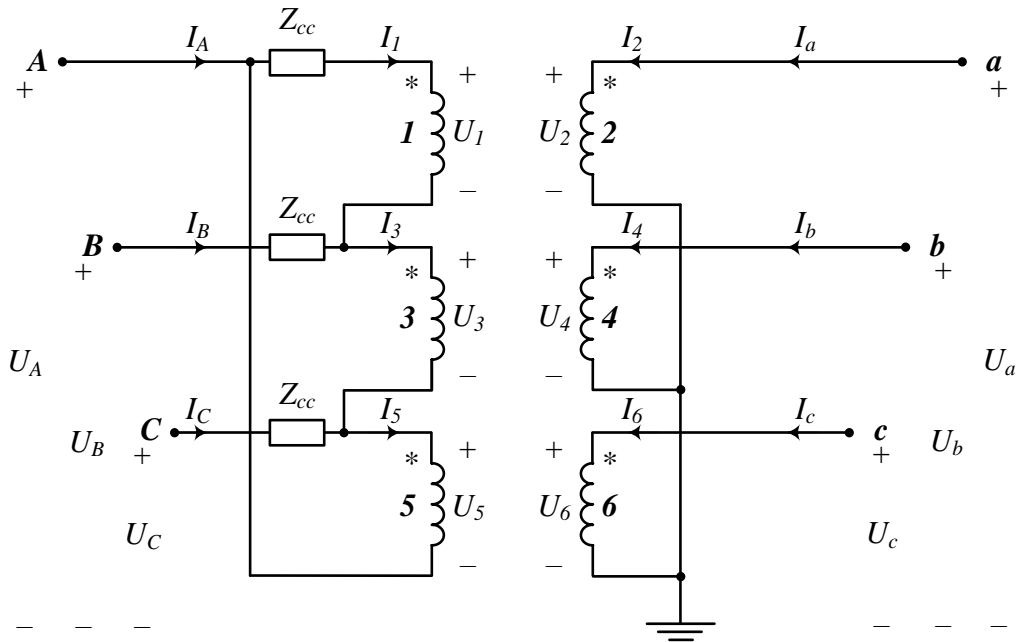 Z_cc
I_A I_1 I_2 I_a
A * + + * a
+ +
1 U_1 U_2 2
– –
Z_cc
I_B I_3 I_4 I_b
B * + + * b
+ +
3 U_3 U_4 4
U_A U_a
– –
Z_cc
I_C I_5 I_6 I_c
U_B C * + + * c U_b
+ +
5 U_5 U_6 6
U_C U_c
– –
– – – – – –